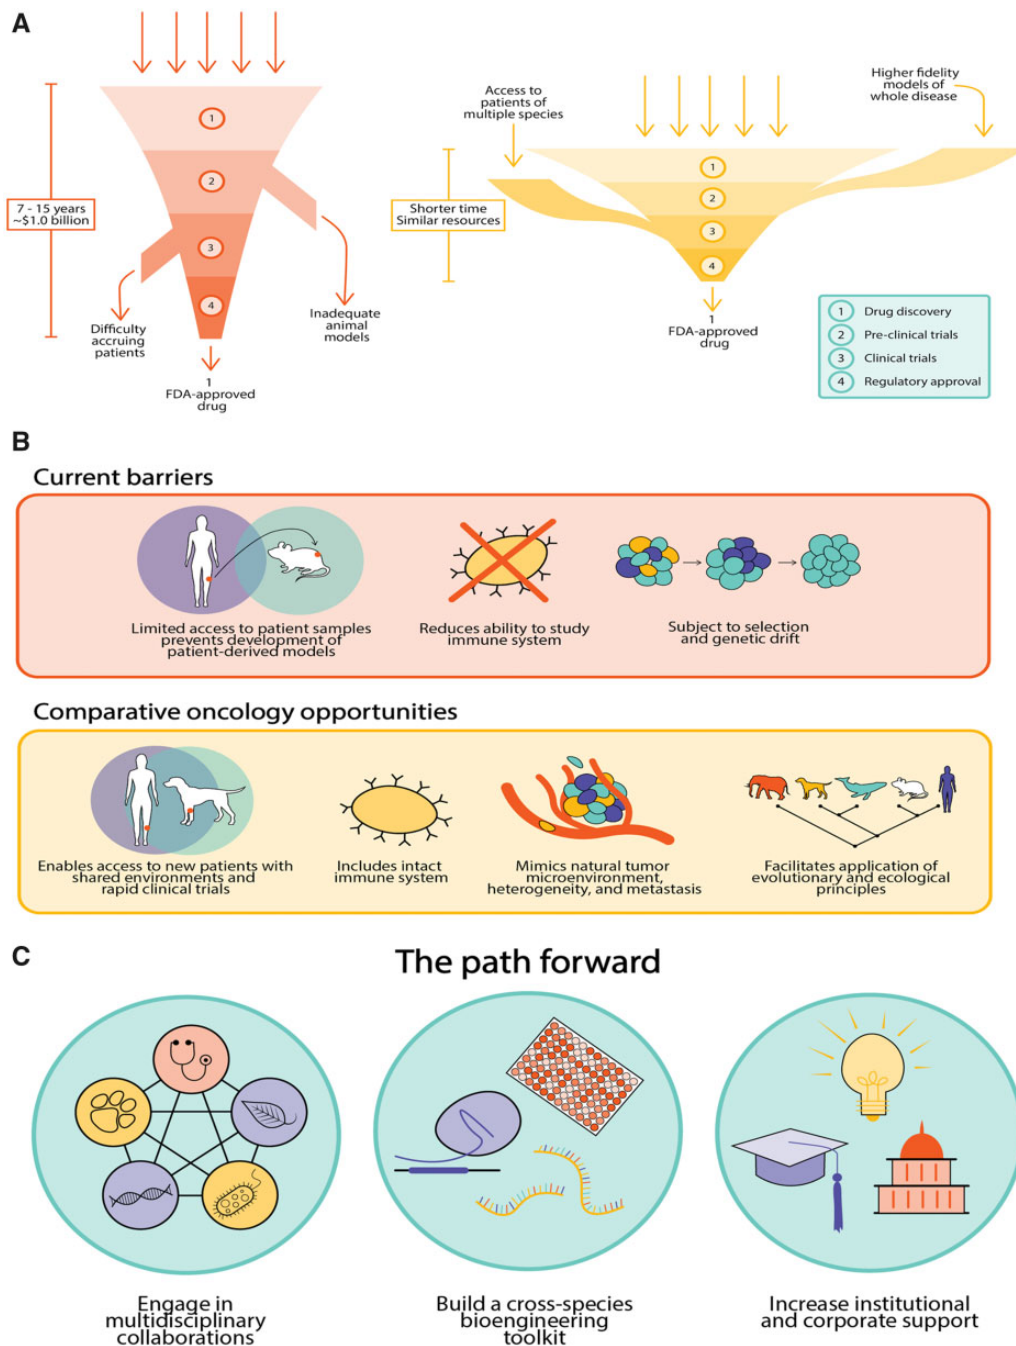 A
7 - 15 years
~$1.0 billion
1
2
3
4
Difficulty
accruing
patients
Inadequate
animal
models
1
FDA-approved
drug
Access to
patients of
multiple species
Higher fidelity
models of
whole disease
Shorter time
Similar resources
1
2
3
4
1
FDA-approved
drug
1 Drug discovery
2 Pre-clinical trials
3 Clinical trials
4 Regulatory approval
B
Current barriers
Limited access to patient samples
prevents development of
patient-derived models
Reduces ability to study
immune system
Subject to selection
and genetic drift
Comparative oncology opportunities
Enables access to new patients with
shared environments and
rapid clinical trials
Includes intact
immune system
Mimics natural tumor
microenvironment,
heterogeneity, and metastasis
Facilitates application of
evolutionary and ecological
principles
C
The path forward
Engage in
multidisciplinary
collaborations
Build a cross-species
bioengineering
toolkit
Increase institutional
and corporate support